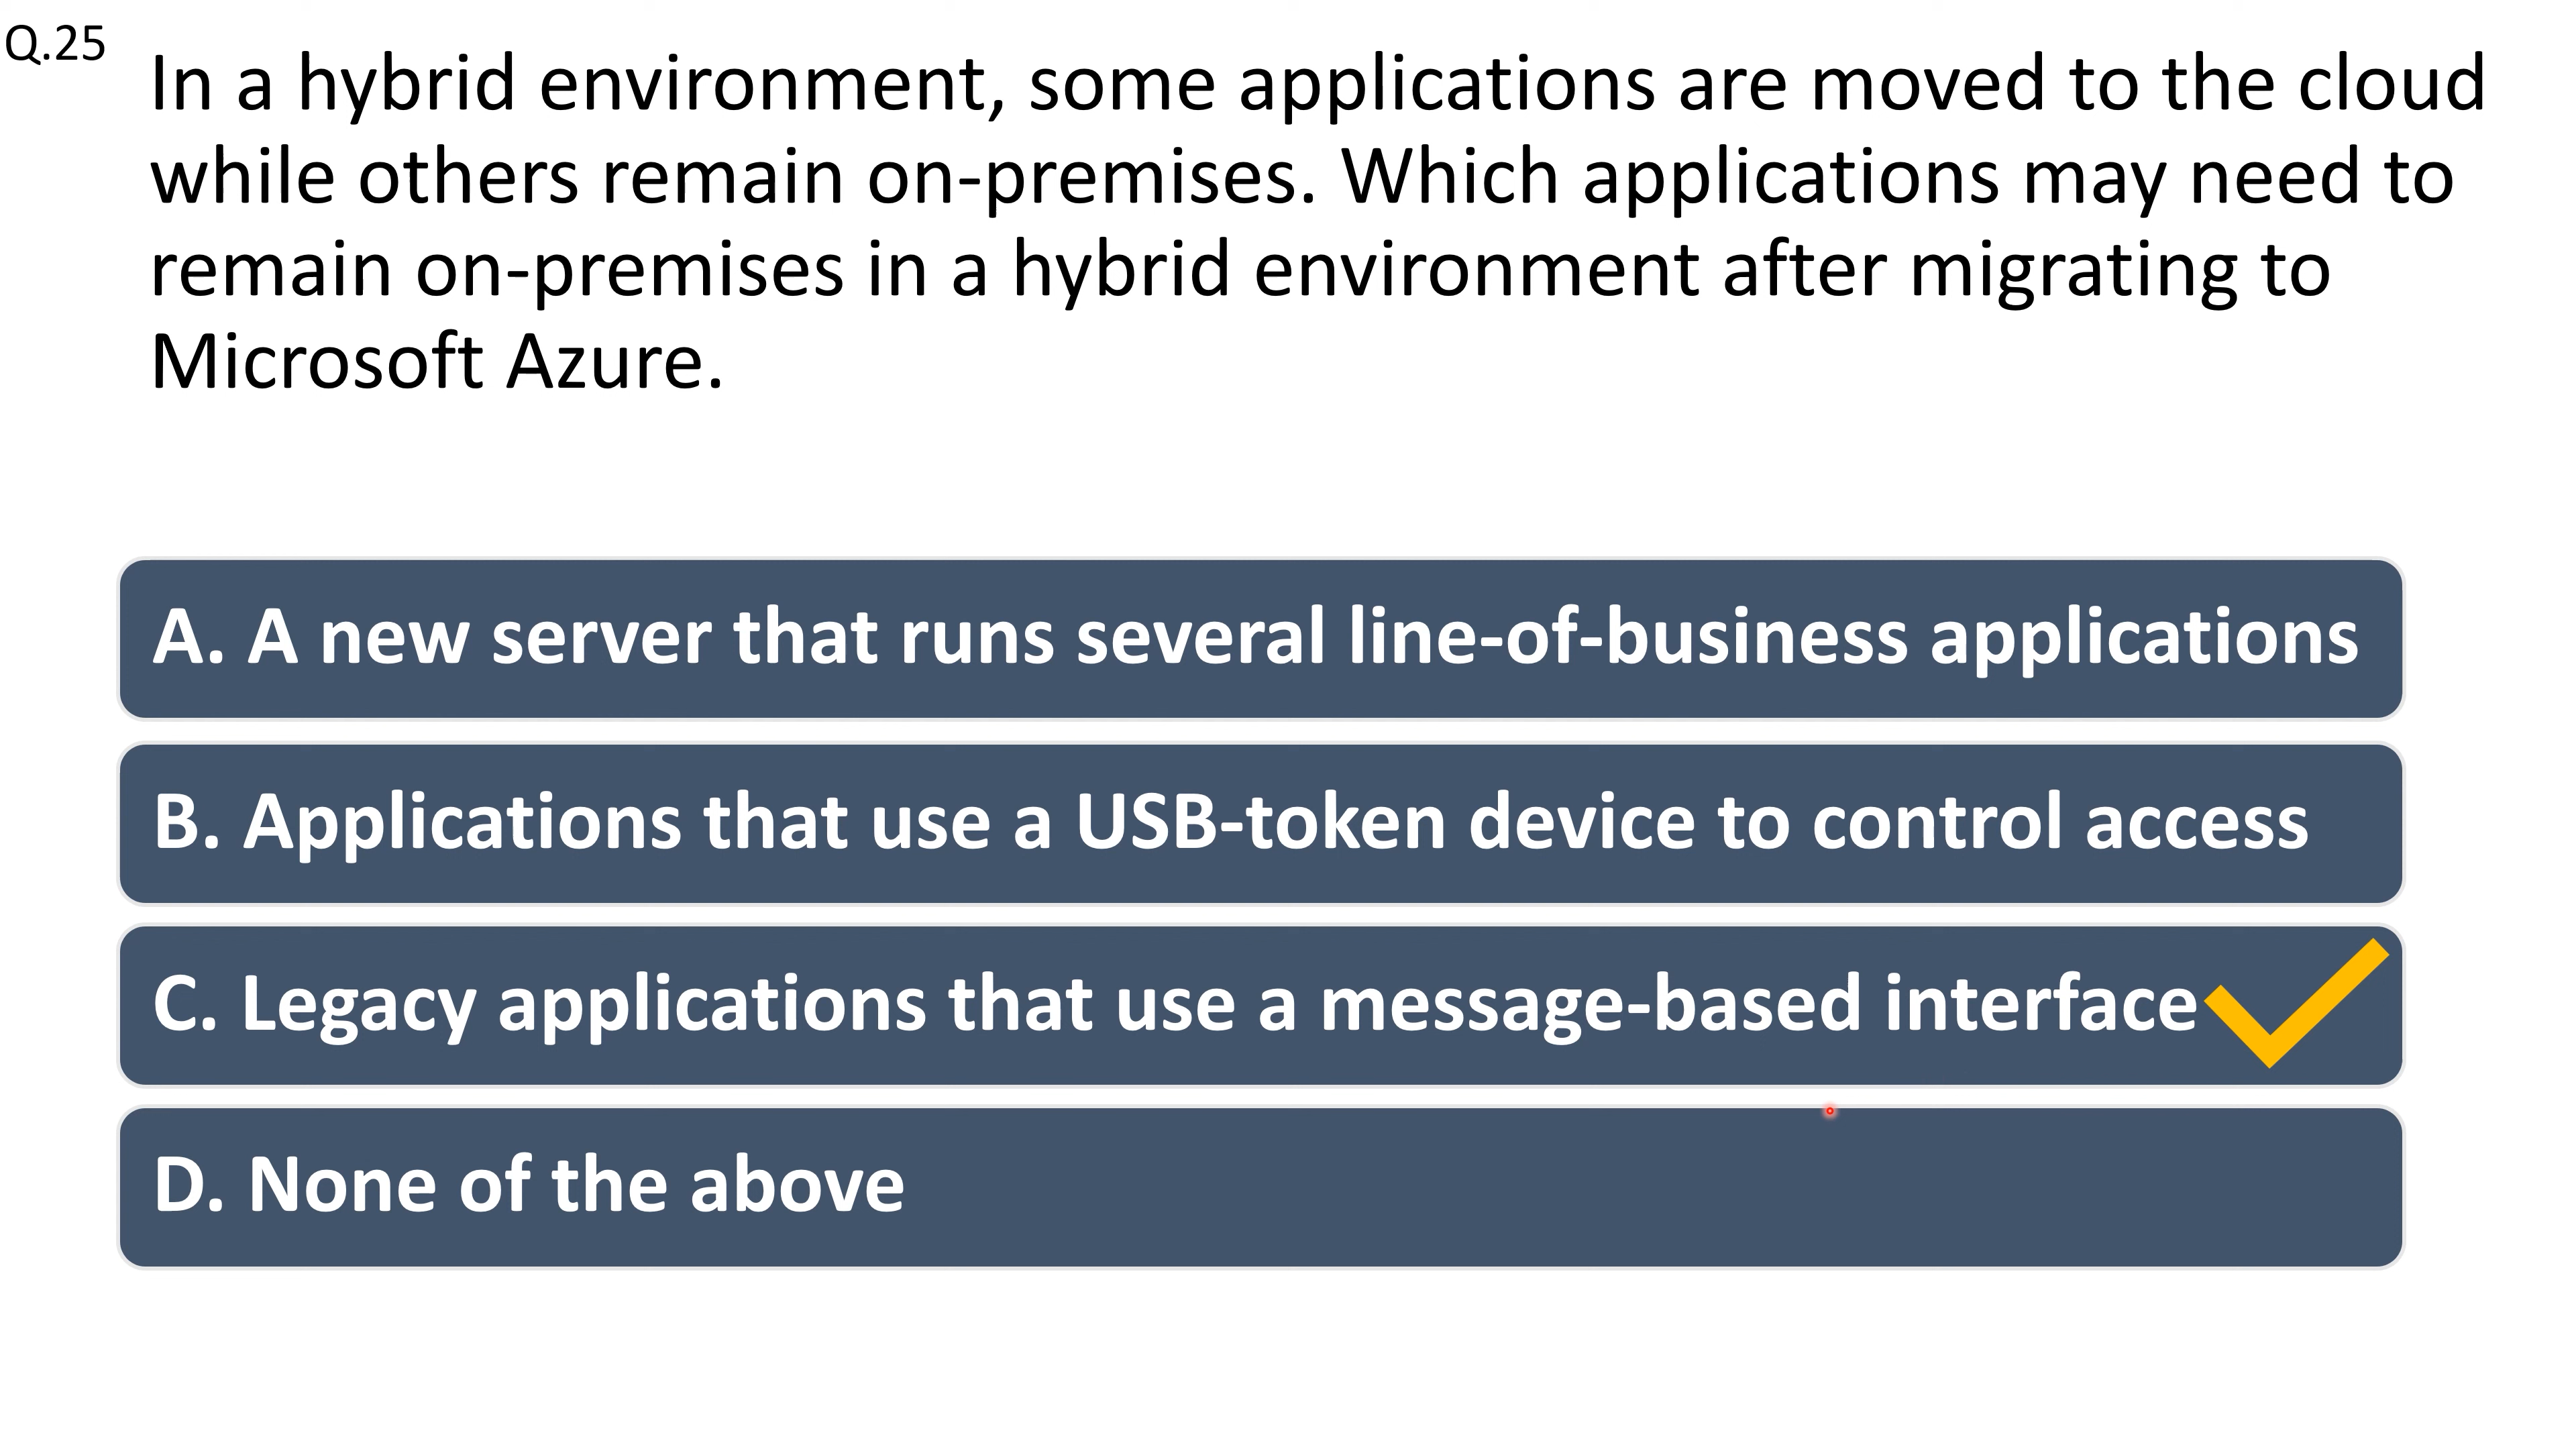 Q.25
In a hybrid environment, some applications are moved to the cloud
while others remain on-premises. Which applications may need to
remain on-premises in a hybrid environment after migrating to
Microsoft Azure.
A. A new server that runs several line-of-business applications
B. Applications that use a USB-token device to control access
C. Legacy applications that use a message-based interface
D. None of the above